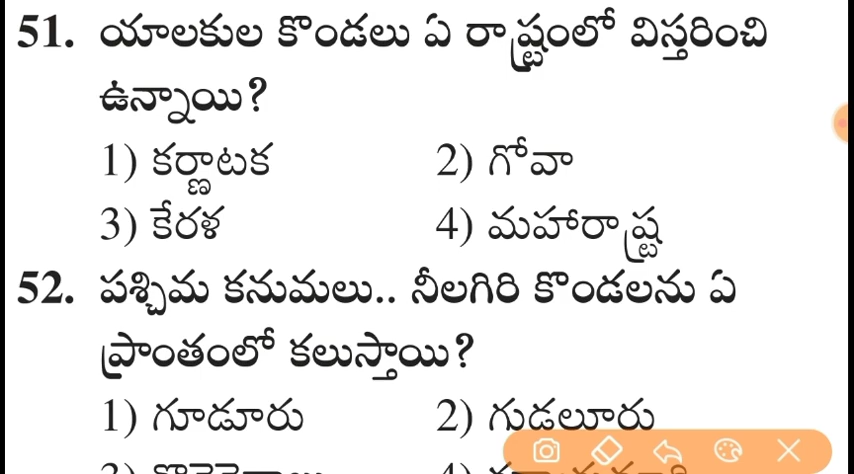 51. యాలకుల కొండలు ఏ రాష్ట్రంలో విస్తరించి
ఉన్నాయి?
1) కర్ణాటక 2) గోవా
3) కేరళ 4) మహారాష్ట్ర
52. పశ్చిమ కనుమలు.. నీలగిరి కొండలను ఏ
ప్రాంతంలో కలుస్తాయి?
1) గూడూరు 2) గుడలూరు